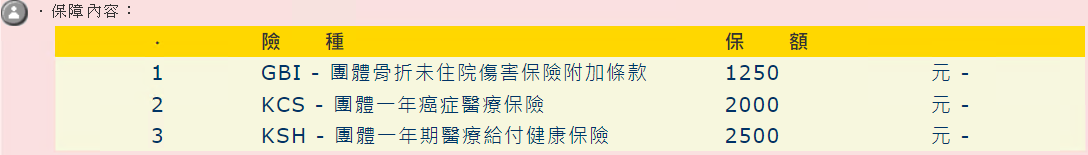 ．保障內容：
． 險 種 保 額
1 GBI - 團體骨折未住院傷害保險附加條款 1250 元 -
2 KCS - 團體一年癌症醫療保險 2000 元 -
3 KSH - 團體一年期醫療給付健康保險 2500 元 -